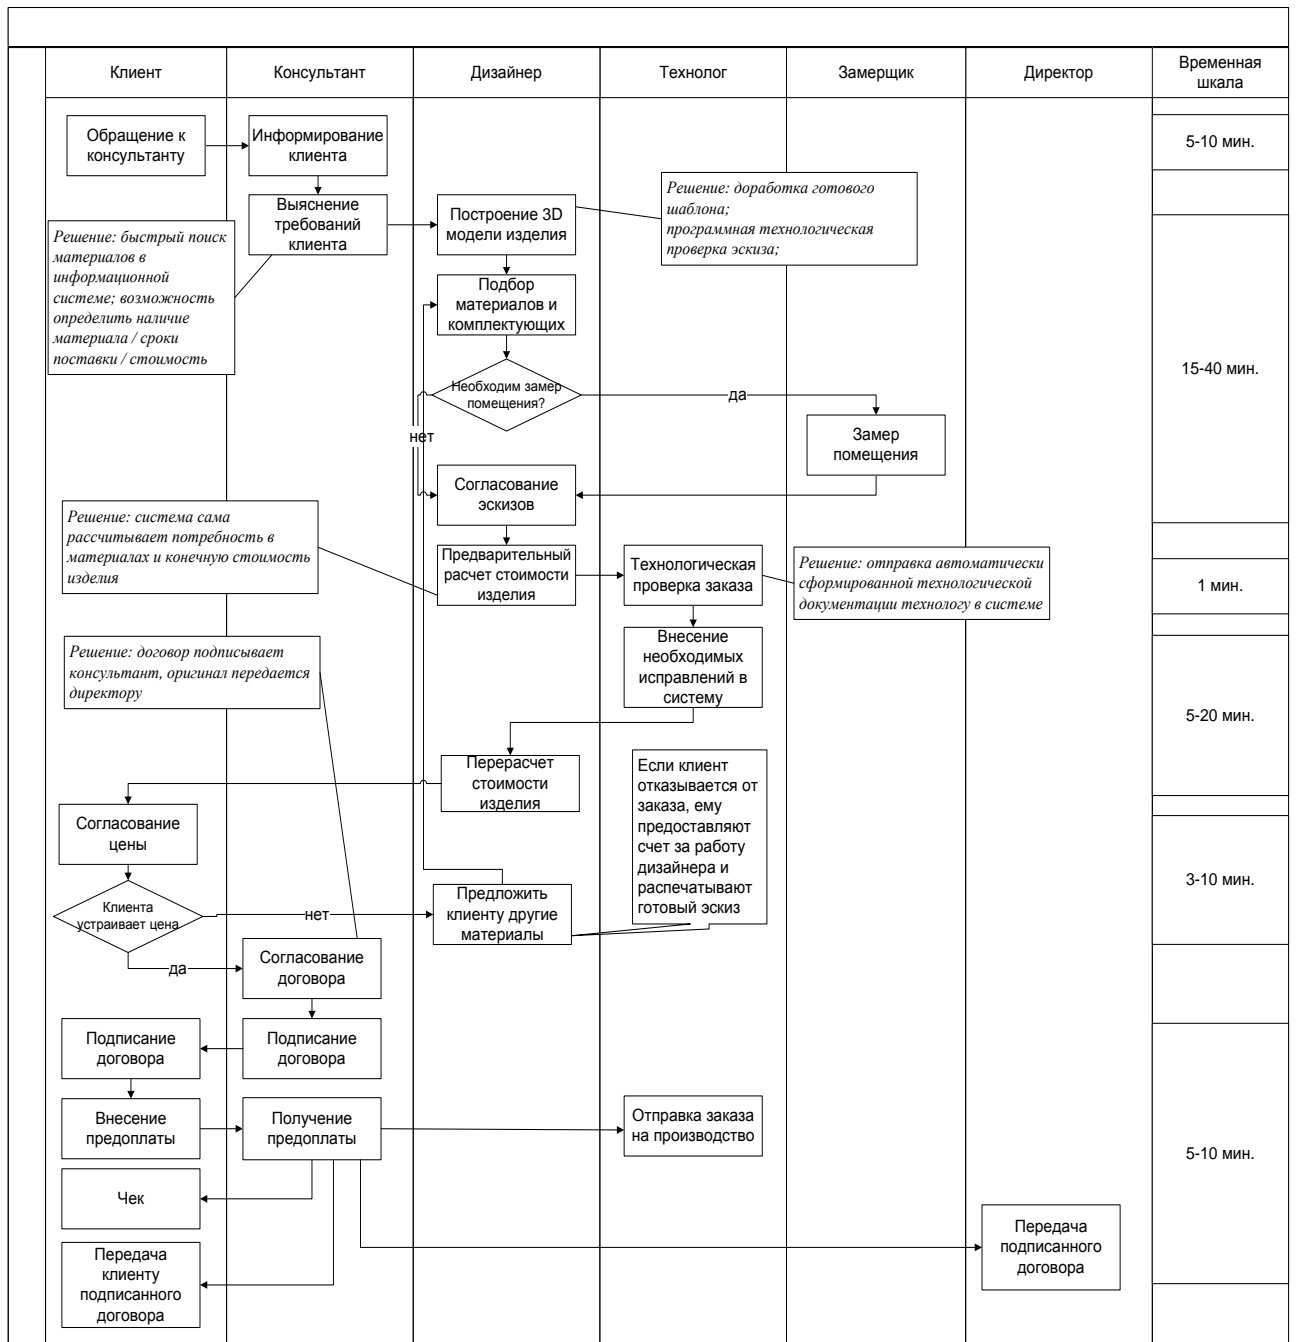 Клиент
Консультант
Дизайнер
Технолог
Замерщик
Директор
Временная
шкала
Обращение к
консультанту
Информирование
клиента
5-10 мин.
Выяснение
требований
клиента
Построение 3D
модели изделия
Решение: доработка готового
шаблона;
программная технологическая
проверка эскиза;
Решение: быстрый поиск
материалов в
информационной
системе; возможность
определить наличие
материала / сроки
поставки / стоимость
Подбор
материалов и
комплектующих
15-40 мин.
Необходим замер
помещения?
да
нет
Замер
помещения
Согласование
эскизов
Решение: система сама
рассчитывает потребность в
материалах и конечную стоимость
изделия
Предварительный
расчет стоимости
изделия
Технологическая
проверка заказа
Решение: отправка автоматически
сформированной технологической
документации технологу в системе
1 мин.
Решение: договор подписывает
консультант, оригинал передается
директору
Внесение
необходимых
исправлений в
систему
5-20 мин.
Перерасчет
стоимости
изделия
Если клиент
отказывается от
заказа, ему
предоставляют
счет за работу
дизайнера и
распечатывают
готовый эскиз
Согласование
цены
3-10 мин.
Клиента
устраивает цена
нет
Предложить
клиенту другие
материалы
да
Согласование
договора
Подписание
договора
Подписание
договора
Внесение
предоплаты
Получение
предоплаты
Отправка заказа
на производство
5-10 мин.
Чек
Передача
подписанного
договора
Передача
клиенту
подписанного
договора